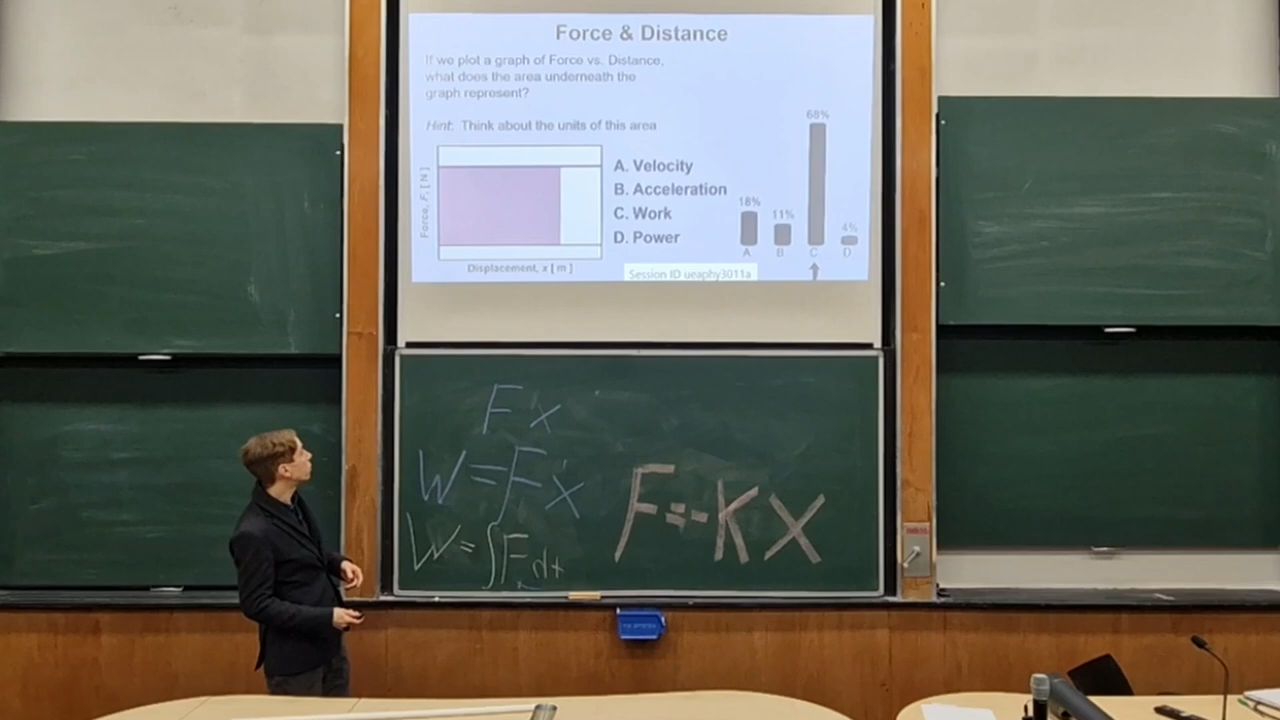 Force & Distance
If we plot a graph of Force vs. Distance,
what does the area underneath the
graph represent?
Hint: Think about the units of this area
Force, F, [ N ]
Displacement, x [ m ]
A. Velocity
B. Acceleration
C. Work
D. Power
18%
11%
68%
4%
A B C D
Session ID ueaphy3011a
F x
W = F x
W = ∫ F dx
F = - K X